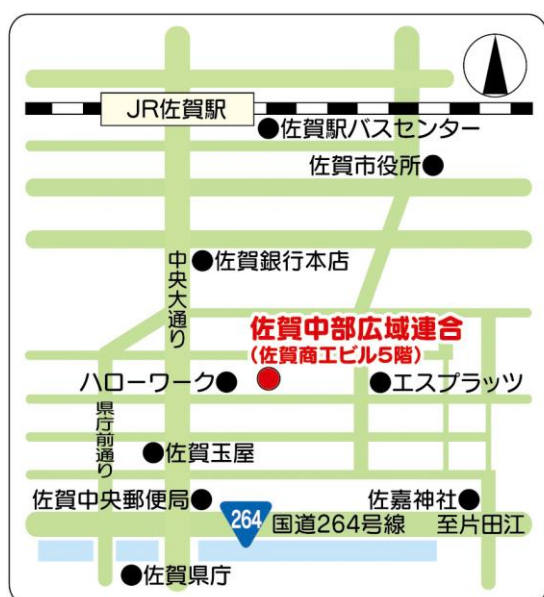 JR佐賀駅
佐賀駅バスセンター
佐賀市役所
中央大通り
佐賀銀行本店
佐賀中部広域連合
(佐賀商工ビル5階)
ハローワーク
エスプラッツ
県庁前通り
佐賀玉屋
佐賀中央郵便局
佐嘉神社
264
国道264号線 至片田江
佐賀県庁